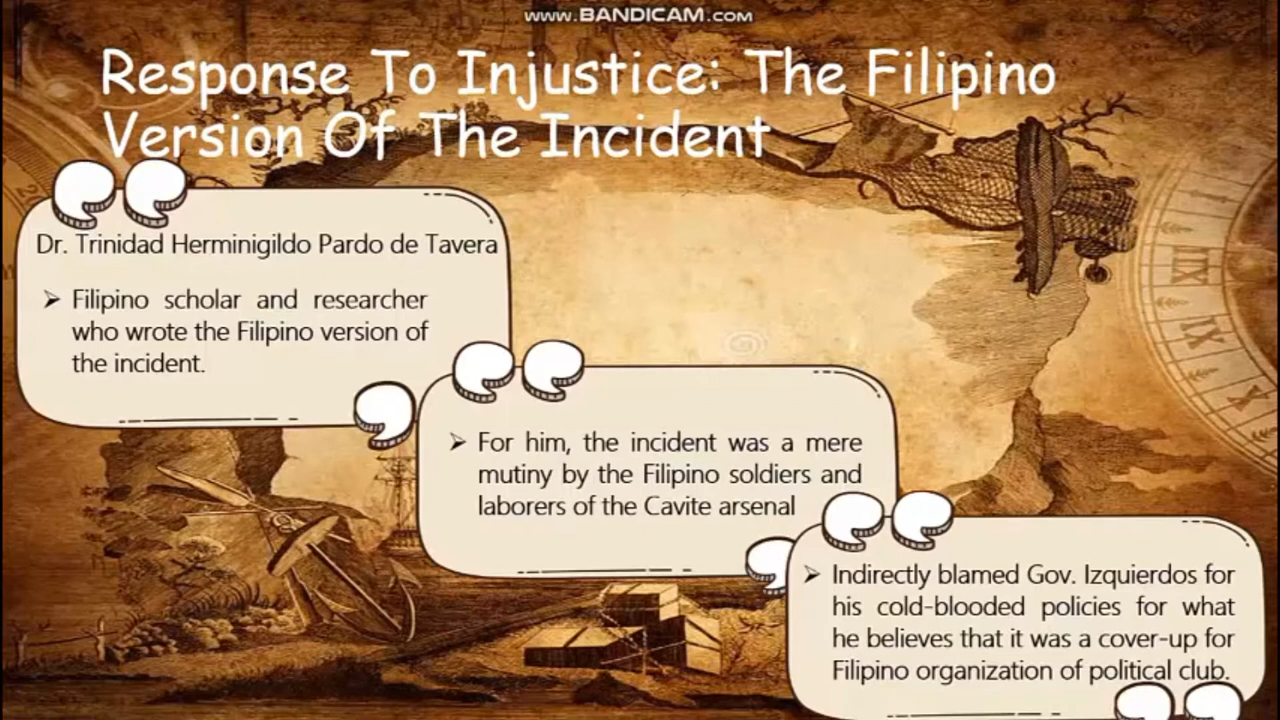 www.BANDICAM.com
Response To Injustice: The Filipino
Version Of The Incident
Dr. Trinidad Herminigildo Pardo de Tavera
➤ Filipino scholar and researcher
who wrote the Filipino version of
the incident.
➤ For him, the incident was a mere
mutiny by the Filipino soldiers and
laborers of the Cavite arsenal
➤ Indirectly blamed Gov. Izquierdos for
his cold-blooded policies for what
he believes that it was a cover-up for
Filipino organization of political club.
IX
X